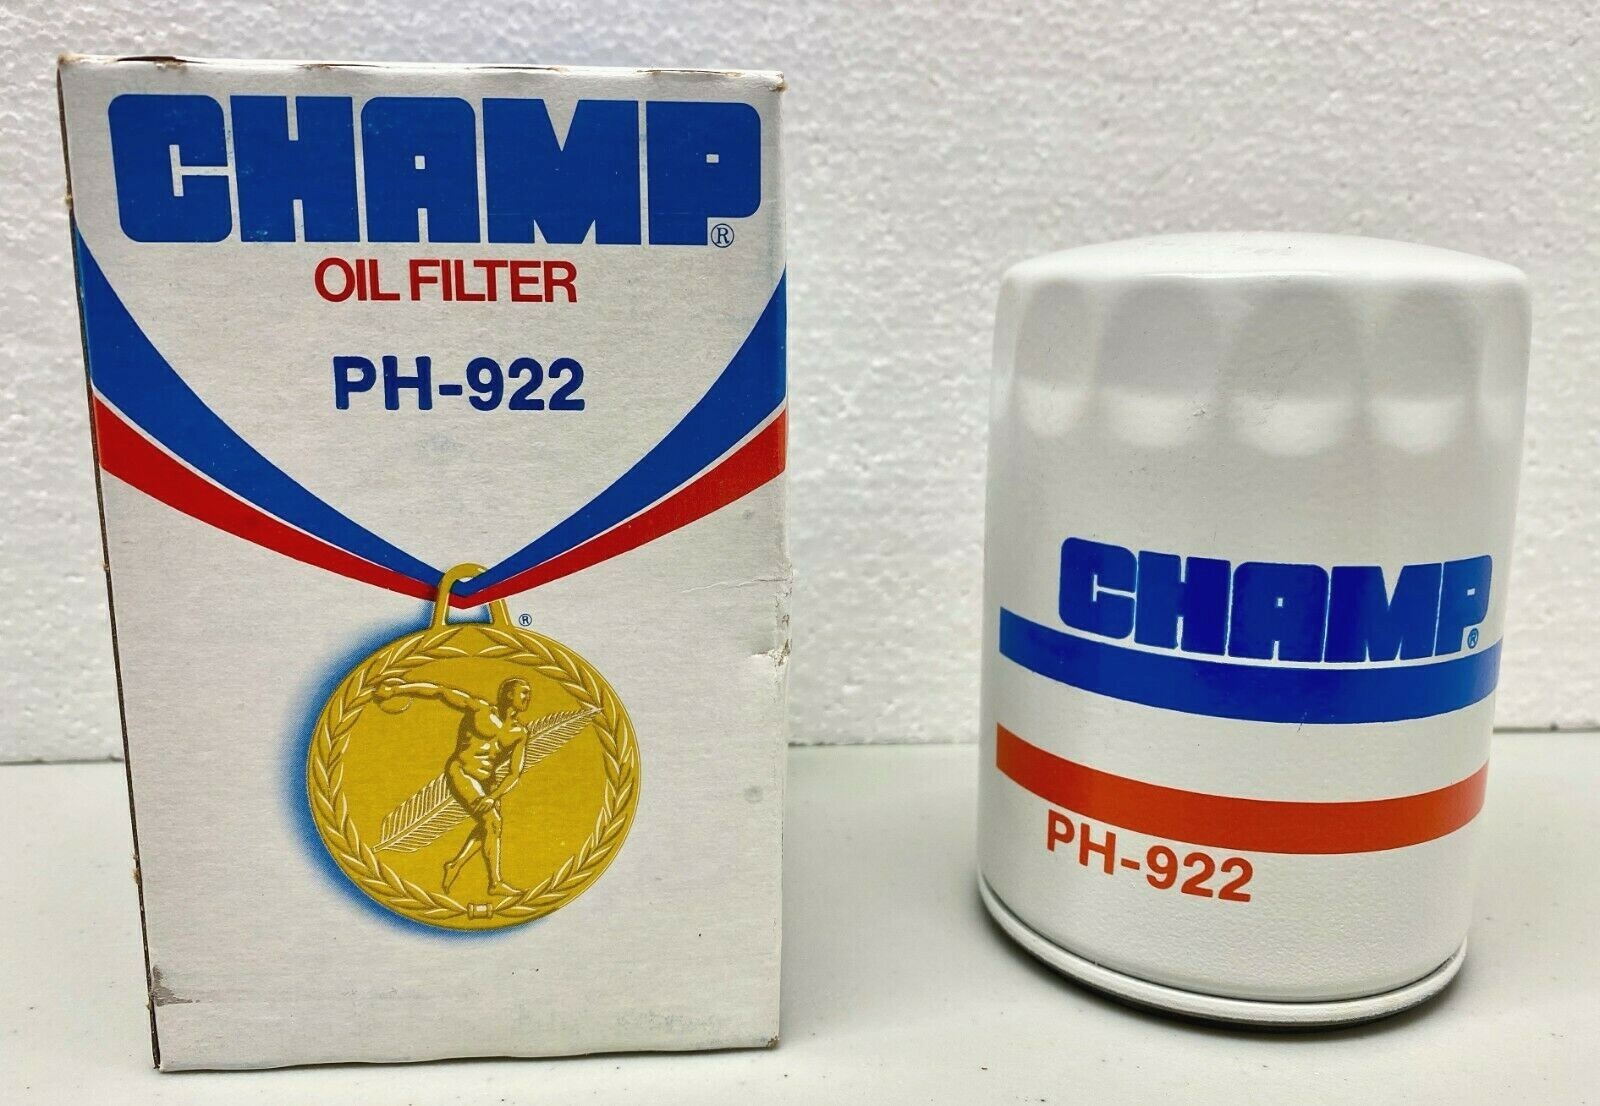 CHAMP®
OIL FILTER
PH-922
®
CHAMP®
PH-922